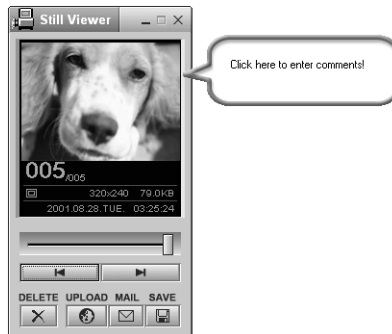 Still Viewer
Click here to enter comments!
005/005
320x240 79.0KB
2001.08.28.TUE. 03:25:24
DELETE UPLOAD MAIL SAVE